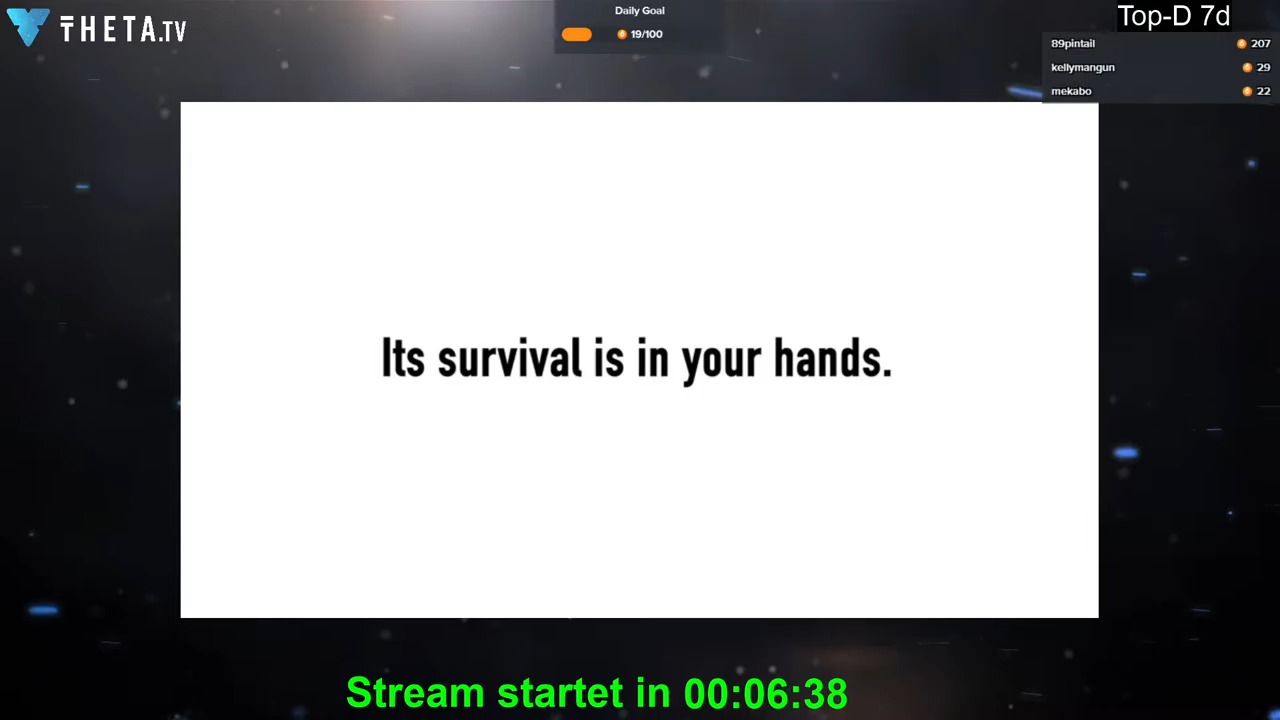 THETA.TV
Daily Goal
19/100
Top-D 7d
89pintail 207
kellymangun 29
mekabo 22
Its survival is in your hands.
Stream startet in 00:06:38